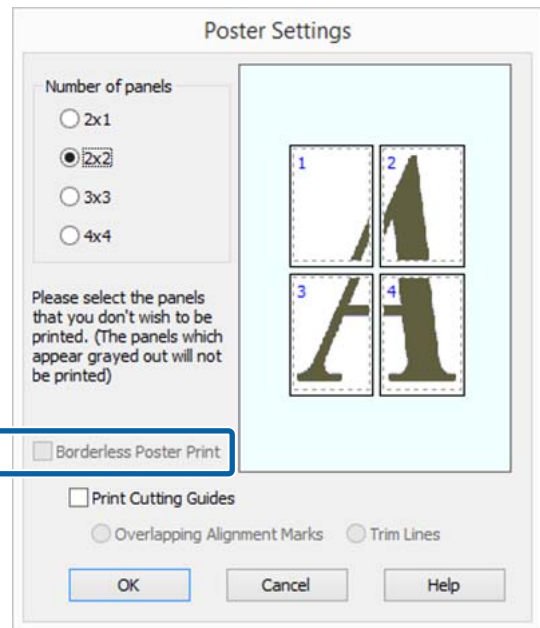 Poster Settings
Number of panels
2x1
2x2
3x3
4x4
1
2
3
4
Please select the panels
that you don't wish to be
printed. (The panels which
appear grayed out will not
be printed)
Borderless Poster Print
Print Cutting Guides
Overlapping Alignment Marks
Trim Lines
OK
Cancel
Help
A